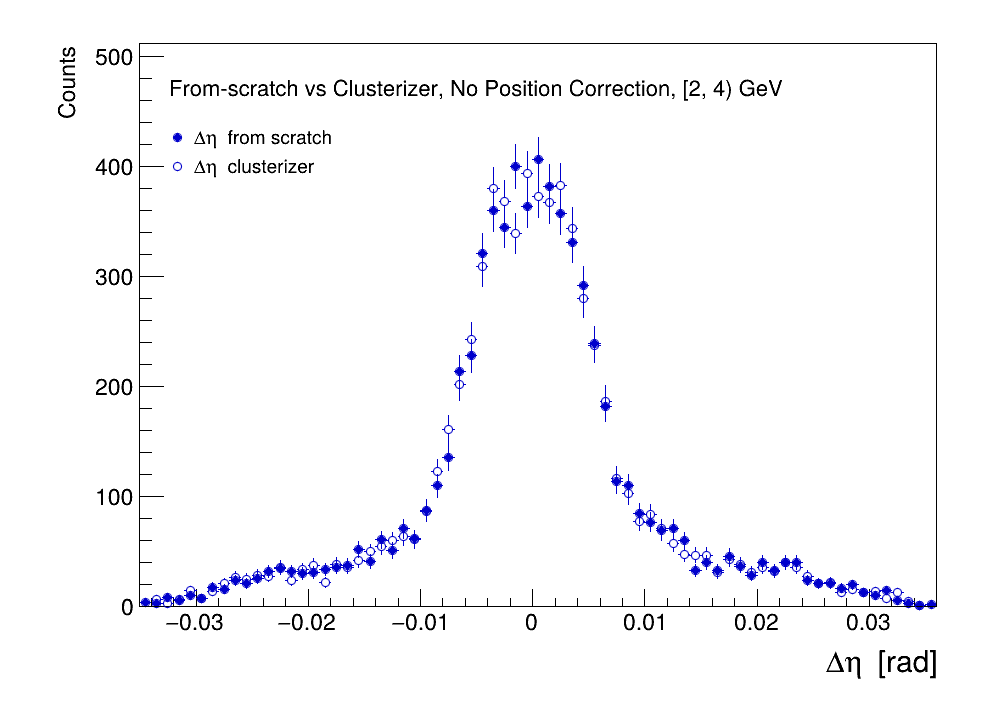 Counts
500
400
300
200
100
0
From-scratch vs Clusterizer, No Position Correction, [2, 4) GeV
Δη from scratch
Δη clusterizer
−0.03 −0.02 −0.01 0 0.01 0.02 0.03
Δη [rad]